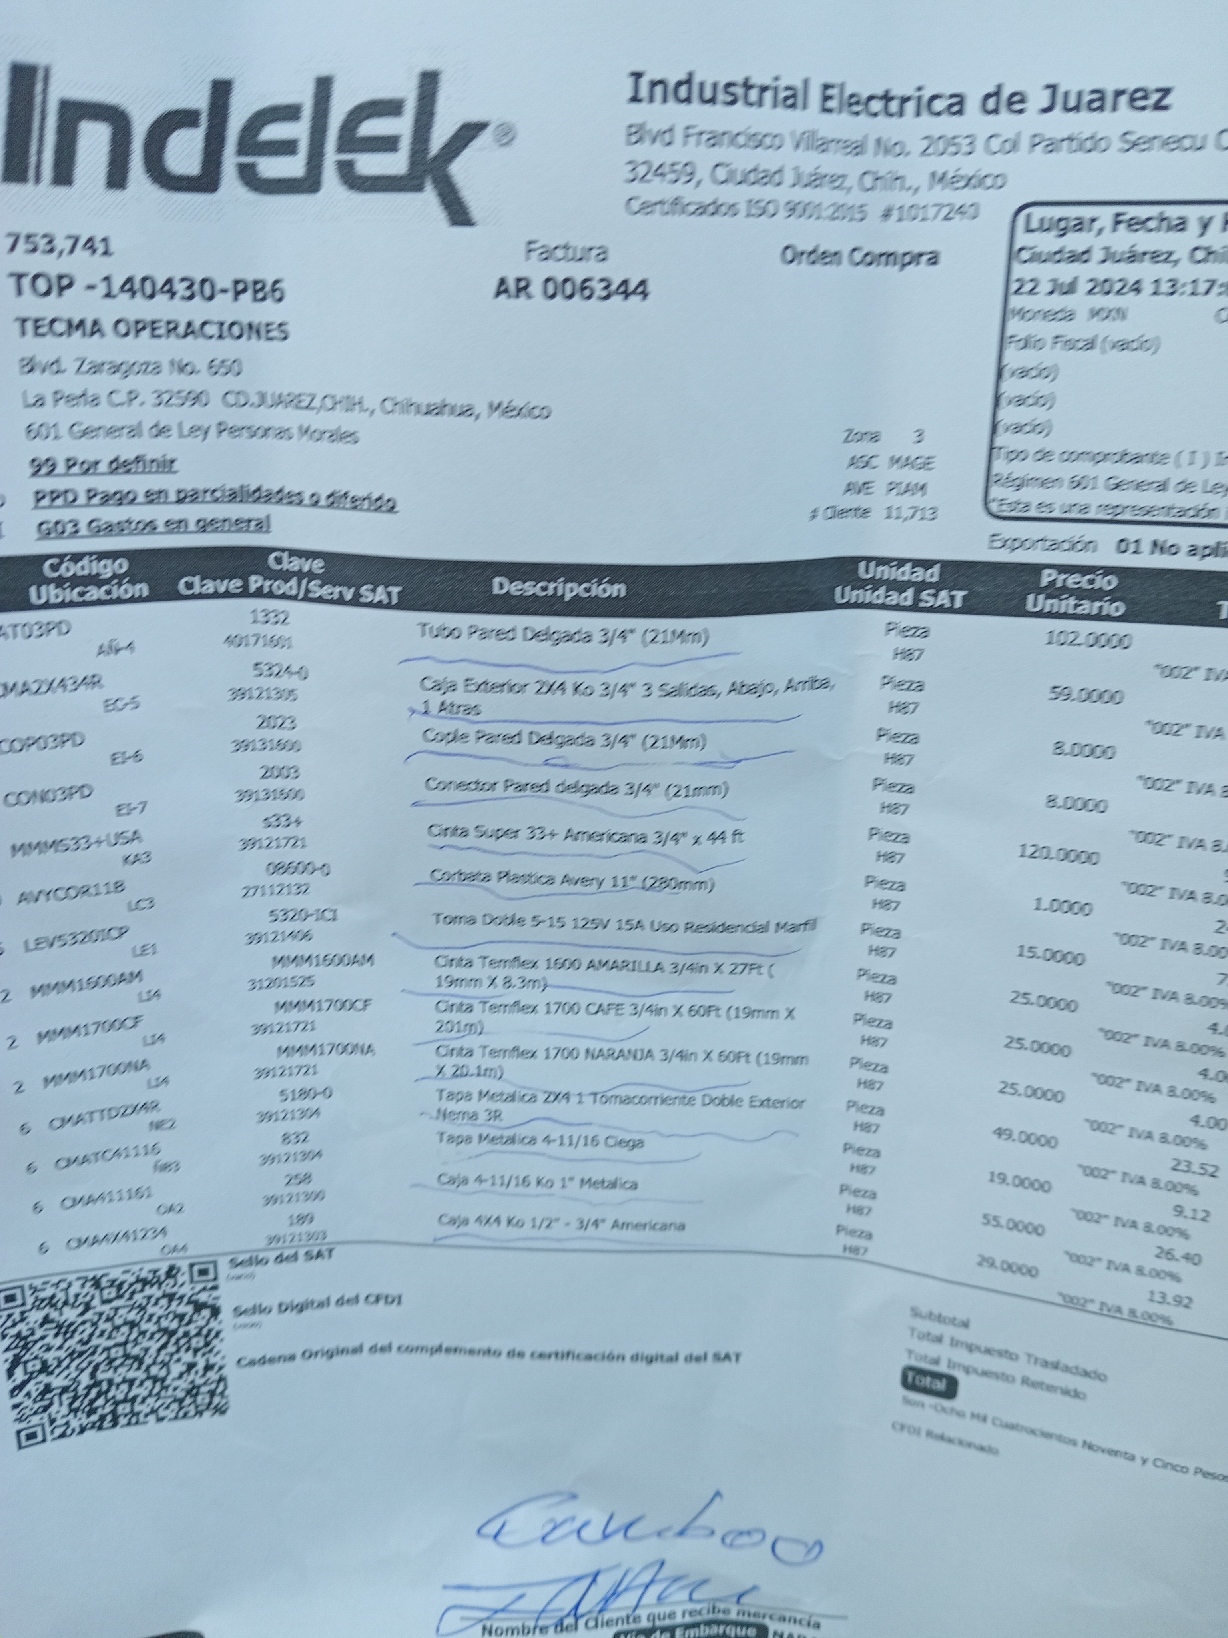 Indelek®
Industrial Electrica de Juarez
Blvd Francisco Villarreal No. 2053 Col Partido Senecu
32459, Ciudad Juárez, Chih., México
Certificados ISO 9001:2015 #1017243
753,741
Factura
Orden Compra
Lugar, Fecha y
TOP -140430-PB6
AR 006344
Ciudad Juárez, Chi
22 Jul 2024 13:17:
TECMA OPERACIONES
Moneda MXN
Folio Fiscal (vacío)
Blvd. Zaragoza No. 650
(vacío)
La Perla C.P. 32590 CD.JUAREZ,CHIH., Chihuahua, México
(vacío)
601 General de Ley Personas Morales
Zona 3
(vacío)
99 Por definir
ASC MAGE
Tipo de comprobante ( I )
PPD Pago en parcialidades o diferido
AVE PIAM
Régimen 601 General de Ley
G03 Gastos en general
# Cliente 11,713
*Esta es una representación
Exportación 01 No apli
Código Ubicación
Clave Clave Prod/Serv SAT
Descripción
Unidad Unidad SAT
Precio Unitario
AT03PD 1332 Tubo Pared Delgada 3/4" (21Mm) Pieza 102.0000
AÑ-4 40171601 H87 "002" IVA
MA2X434R 5324-0 Caja Exterior 2X4 Ko 3/4" 3 Salidas, Abajo, Arriba, Pieza 59.0000
EC-5 39121305 1 Atras H87 "002" IVA
COP03PD 2023 Cople Pared Delgada 3/4" (21Mm) Pieza 8.0000
EI-6 39131600 H87 "002" IVA 8
CON03PD 2003 Conector Pared delgada 3/4" (21mm) Pieza 8.0000
EI-7 39131600 H87 "002" IVA 8.
MMMS33+USA s33+ Cinta Super 33+ Americana 3/4" x 44 ft Pieza 120.0000
KA3 39121721 H87 "002" IVA 8.0
AVYCOR11B 08600-0 Corbata Plastica Avery 11" (280mm) Pieza 1.0000
LC3 27112132 H87 "002" IVA 8.00
LEV5320ICP 5320-ICI Toma Doble 5-15 125V 15A Uso Residencial Marfil Pieza 15.0000
LE1 39121406 H87 "002" IVA 8.00%
2 MMM1600AM MMM1600AM Cinta Temflex 1600 AMARILLA 3/4in X 27Ft ( Pieza 25.0000
LI4 31201525 19mm X 8.3m) H87 "002" IVA 8.00%
2 MMM1700CF MMM1700CF Cinta Temflex 1700 CAFE 3/4in X 60Ft (19mm X Pieza 25.0000
LI4 39121721 201m) H87 "002" IVA 8.00%
2 MMM1700NA MMM1700NA Cinta Temflex 1700 NARANJA 3/4in X 60Ft (19mm Pieza 25.0000 4.00
LI4 39121721 X 20.1m) H87 "002" IVA 8.00%
6 CMATTD2X4R 5180-0 Tapa Metalica 2X4 1 Tomacorriente Doble Exterior Pieza 49.0000 23.52
NE2 39121304 Nema 3R H87 "002" IVA 8.00%
6 CMATC41116 832 Tapa Metalica 4-11/16 Ciega Pieza 19.0000 9.12
39121304 H87 "002" IVA 8.00%
6 CMA411161 258 Caja 4-11/16 Ko 1" Metalica Pieza 55.0000 26.40
OA2 39121300 H87 "002" IVA 8.00%
6 CMA4X41234 189 Caja 4X4 Ko 1/2" - 3/4" Americana Pieza 29.0000 13.92
OA4 39121303 H87 "002" IVA 8.00%
Sello del SAT
Sello Digital del CFDI
Cadena Original del complemento de certificación digital del SAT
Subtotal
Total Impuesto Trasladado
Total Impuesto Retenido
Total
Son -Ocho Mil Cuatrocientos Noventa y Cinco Pesos
CFDI Relacionado
Nombre del Cliente que recibe mercancía
de Embarque